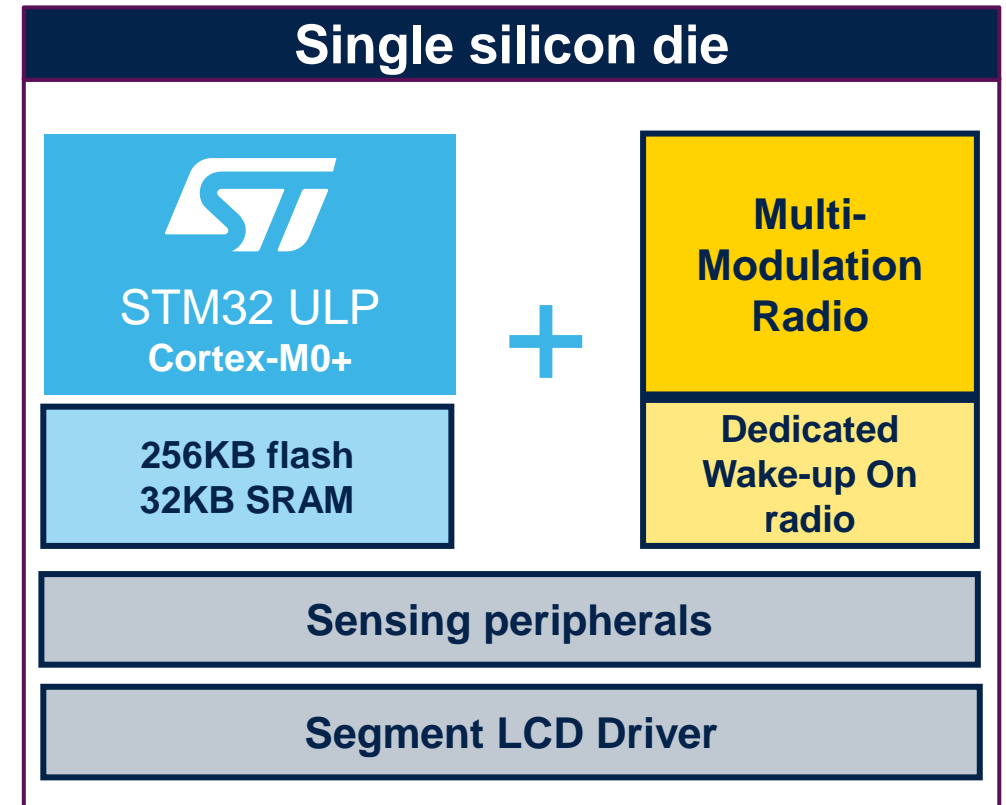 Single silicon die
ST
STM32 ULP
Cortex-M0+
256KB flash
32KB SRAM
+
Multi-
Modulation
Radio
Dedicated
Wake-up On
radio
Sensing peripherals
Segment LCD Driver